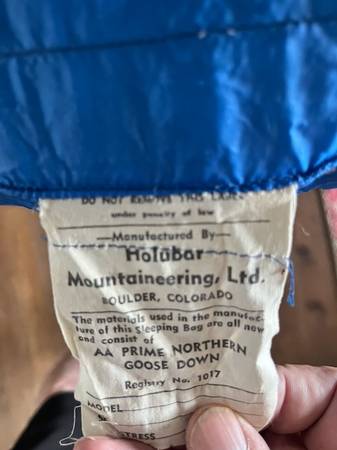 DO NOT REMOVE THIS LABEL
under penalty of law
—Manufactured By—
Holubar
Mountaineering, Ltd.
BOULDER, COLORADO
The materials used in the manufac-
ture of this Sleeping Bag are all new
and consist of
AA PRIME NORTHERN
GOOSE DOWN
Registry No. 1017
MODEL